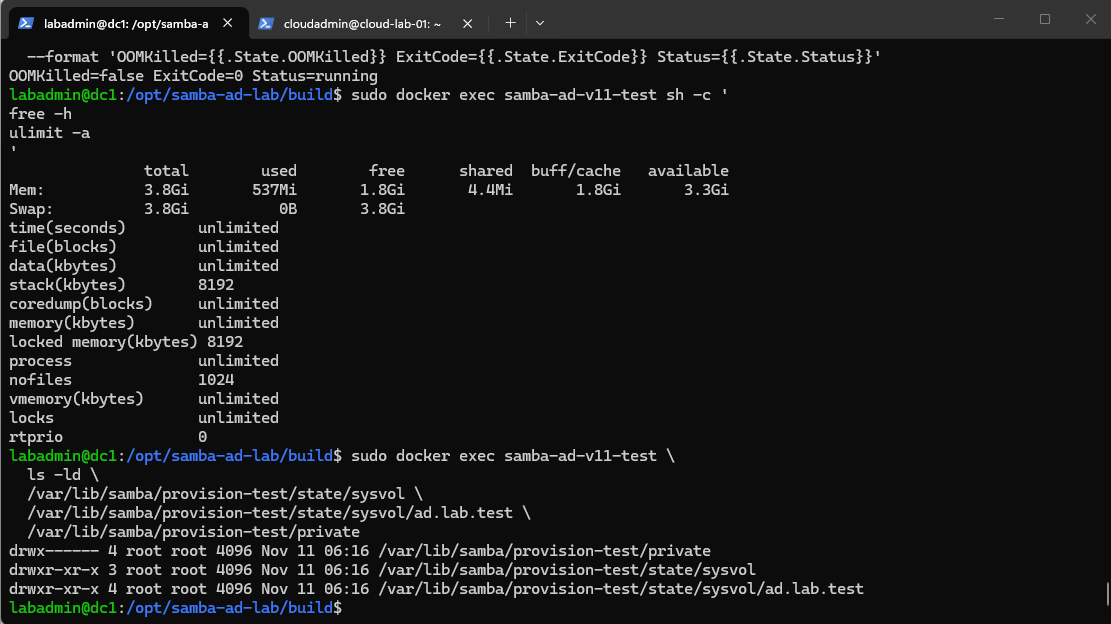 labadmin@dc1: /opt/samba-a
cloudadmin@cloud-lab-01: ~
  --format 'OOMKilled={{.State.OOMKilled}} ExitCode={{.State.ExitCode}} Status={{.State.Status}}'
OOMKilled=false ExitCode=0 Status=running
labadmin@dc1:/opt/samba-ad-lab/build$ sudo docker exec samba-ad-v11-test sh -c '
free -h
ulimit -a
'
               total        used        free      shared  buff/cache   available
Mem:           3.8Gi       537Mi       1.8Gi       4.4Mi       1.8Gi       3.3Gi
Swap:          3.8Gi          0B       3.8Gi
time(seconds)        unlimited
file(blocks)         unlimited
data(kbytes)         unlimited
stack(kbytes)        8192
coredump(blocks)     unlimited
memory(kbytes)       unlimited
locked memory(kbytes) 8192
process              unlimited
nofiles              1024
vmemory(kbytes)      unlimited
locks                unlimited
rtprio               0
labadmin@dc1:/opt/samba-ad-lab/build$ sudo docker exec samba-ad-v11-test \
  ls -ld \
  /var/lib/samba/provision-test/state/sysvol \
  /var/lib/samba/provision-test/state/sysvol/ad.lab.test \
  /var/lib/samba/provision-test/private
drwx------ 4 root root 4096 Nov 11 06:16 /var/lib/samba/provision-test/private
drwxr-xr-x 3 root root 4096 Nov 11 06:16 /var/lib/samba/provision-test/state/sysvol
drwxr-xr-x 4 root root 4096 Nov 11 06:16 /var/lib/samba/provision-test/state/sysvol/ad.lab.test
labadmin@dc1:/opt/samba-ad-lab/build$